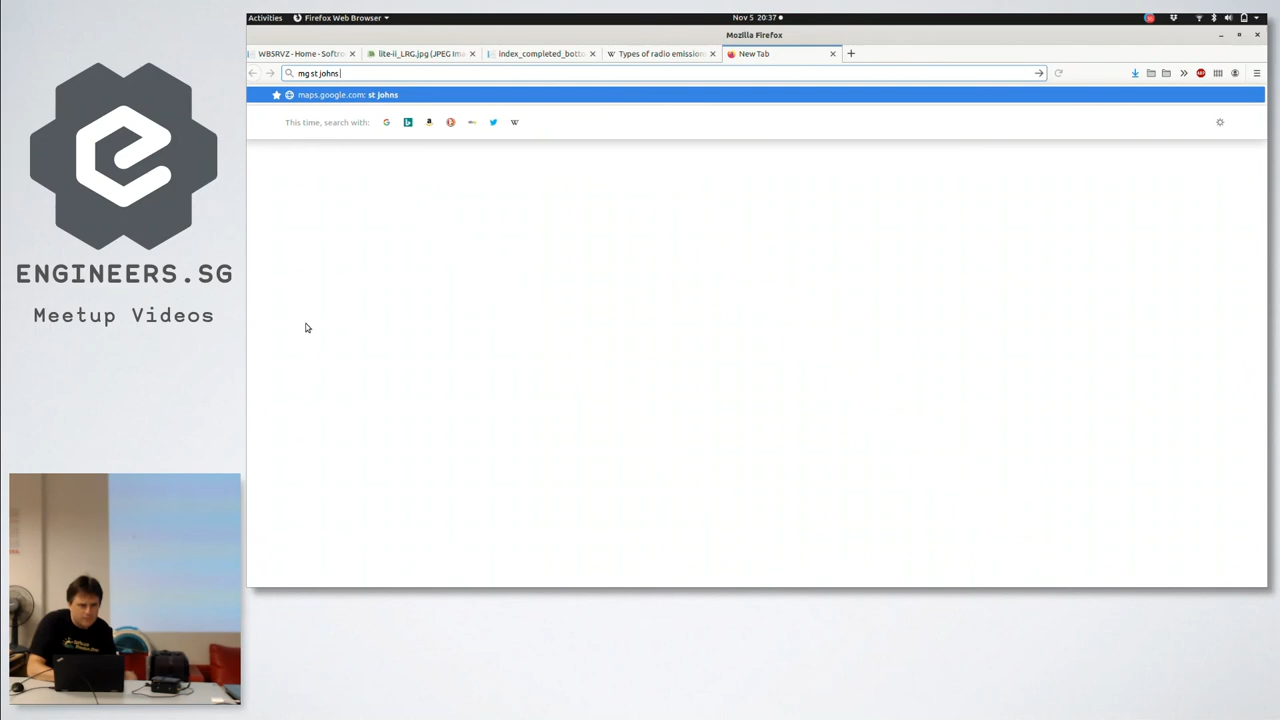 Activities
Firefox Web Browser
Nov 5 20:37
Mozilla Firefox
WB5RVZ - Home - Softro
lite-ii_LRG.jpg (JPEG Ima
index_completed_botto
Types of radio emission
New Tab
mg st johns
maps.google.com: st johns
This time, search with:
ENGINEERS.SG
Meetup Videos